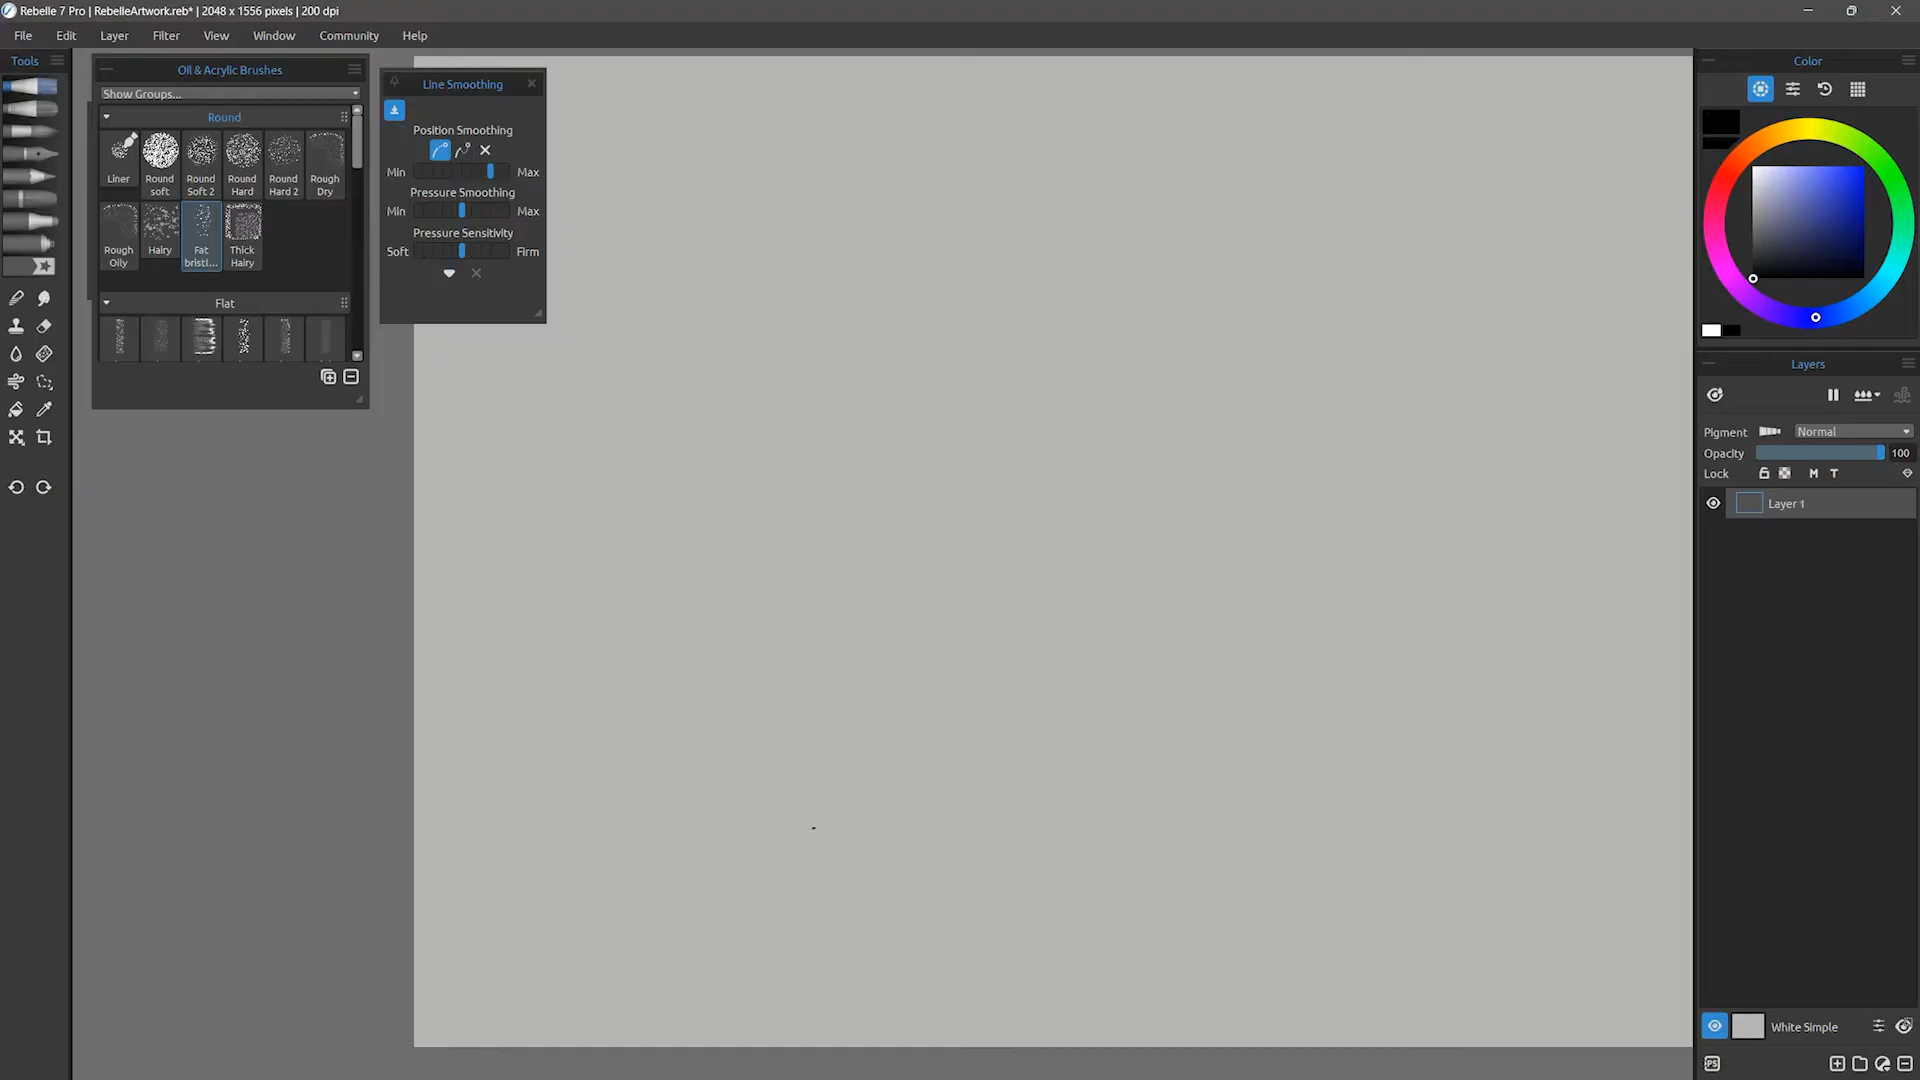 Rebelle 7 Pro | RebelleArtwork.reb* | 2048 x 1556 pixels | 200 dpi
File Edit Layer Filter View Window Community Help
Tools
Oil & Acrylic Brushes
Show Groups...
Round
Liner
Round soft
Round Soft 2
Round Hard
Round Hard 2
Rough Dry
Rough Oily
Hairy
Fat bristl...
Thick Hairy
Flat
Line Smoothing
Position Smoothing
Min Max
Pressure Smoothing
Min Max
Pressure Sensitivity
Soft Firm
Color
Layers
Pigment Normal
Opacity 100
Lock M T
Layer 1
White Simple
PS